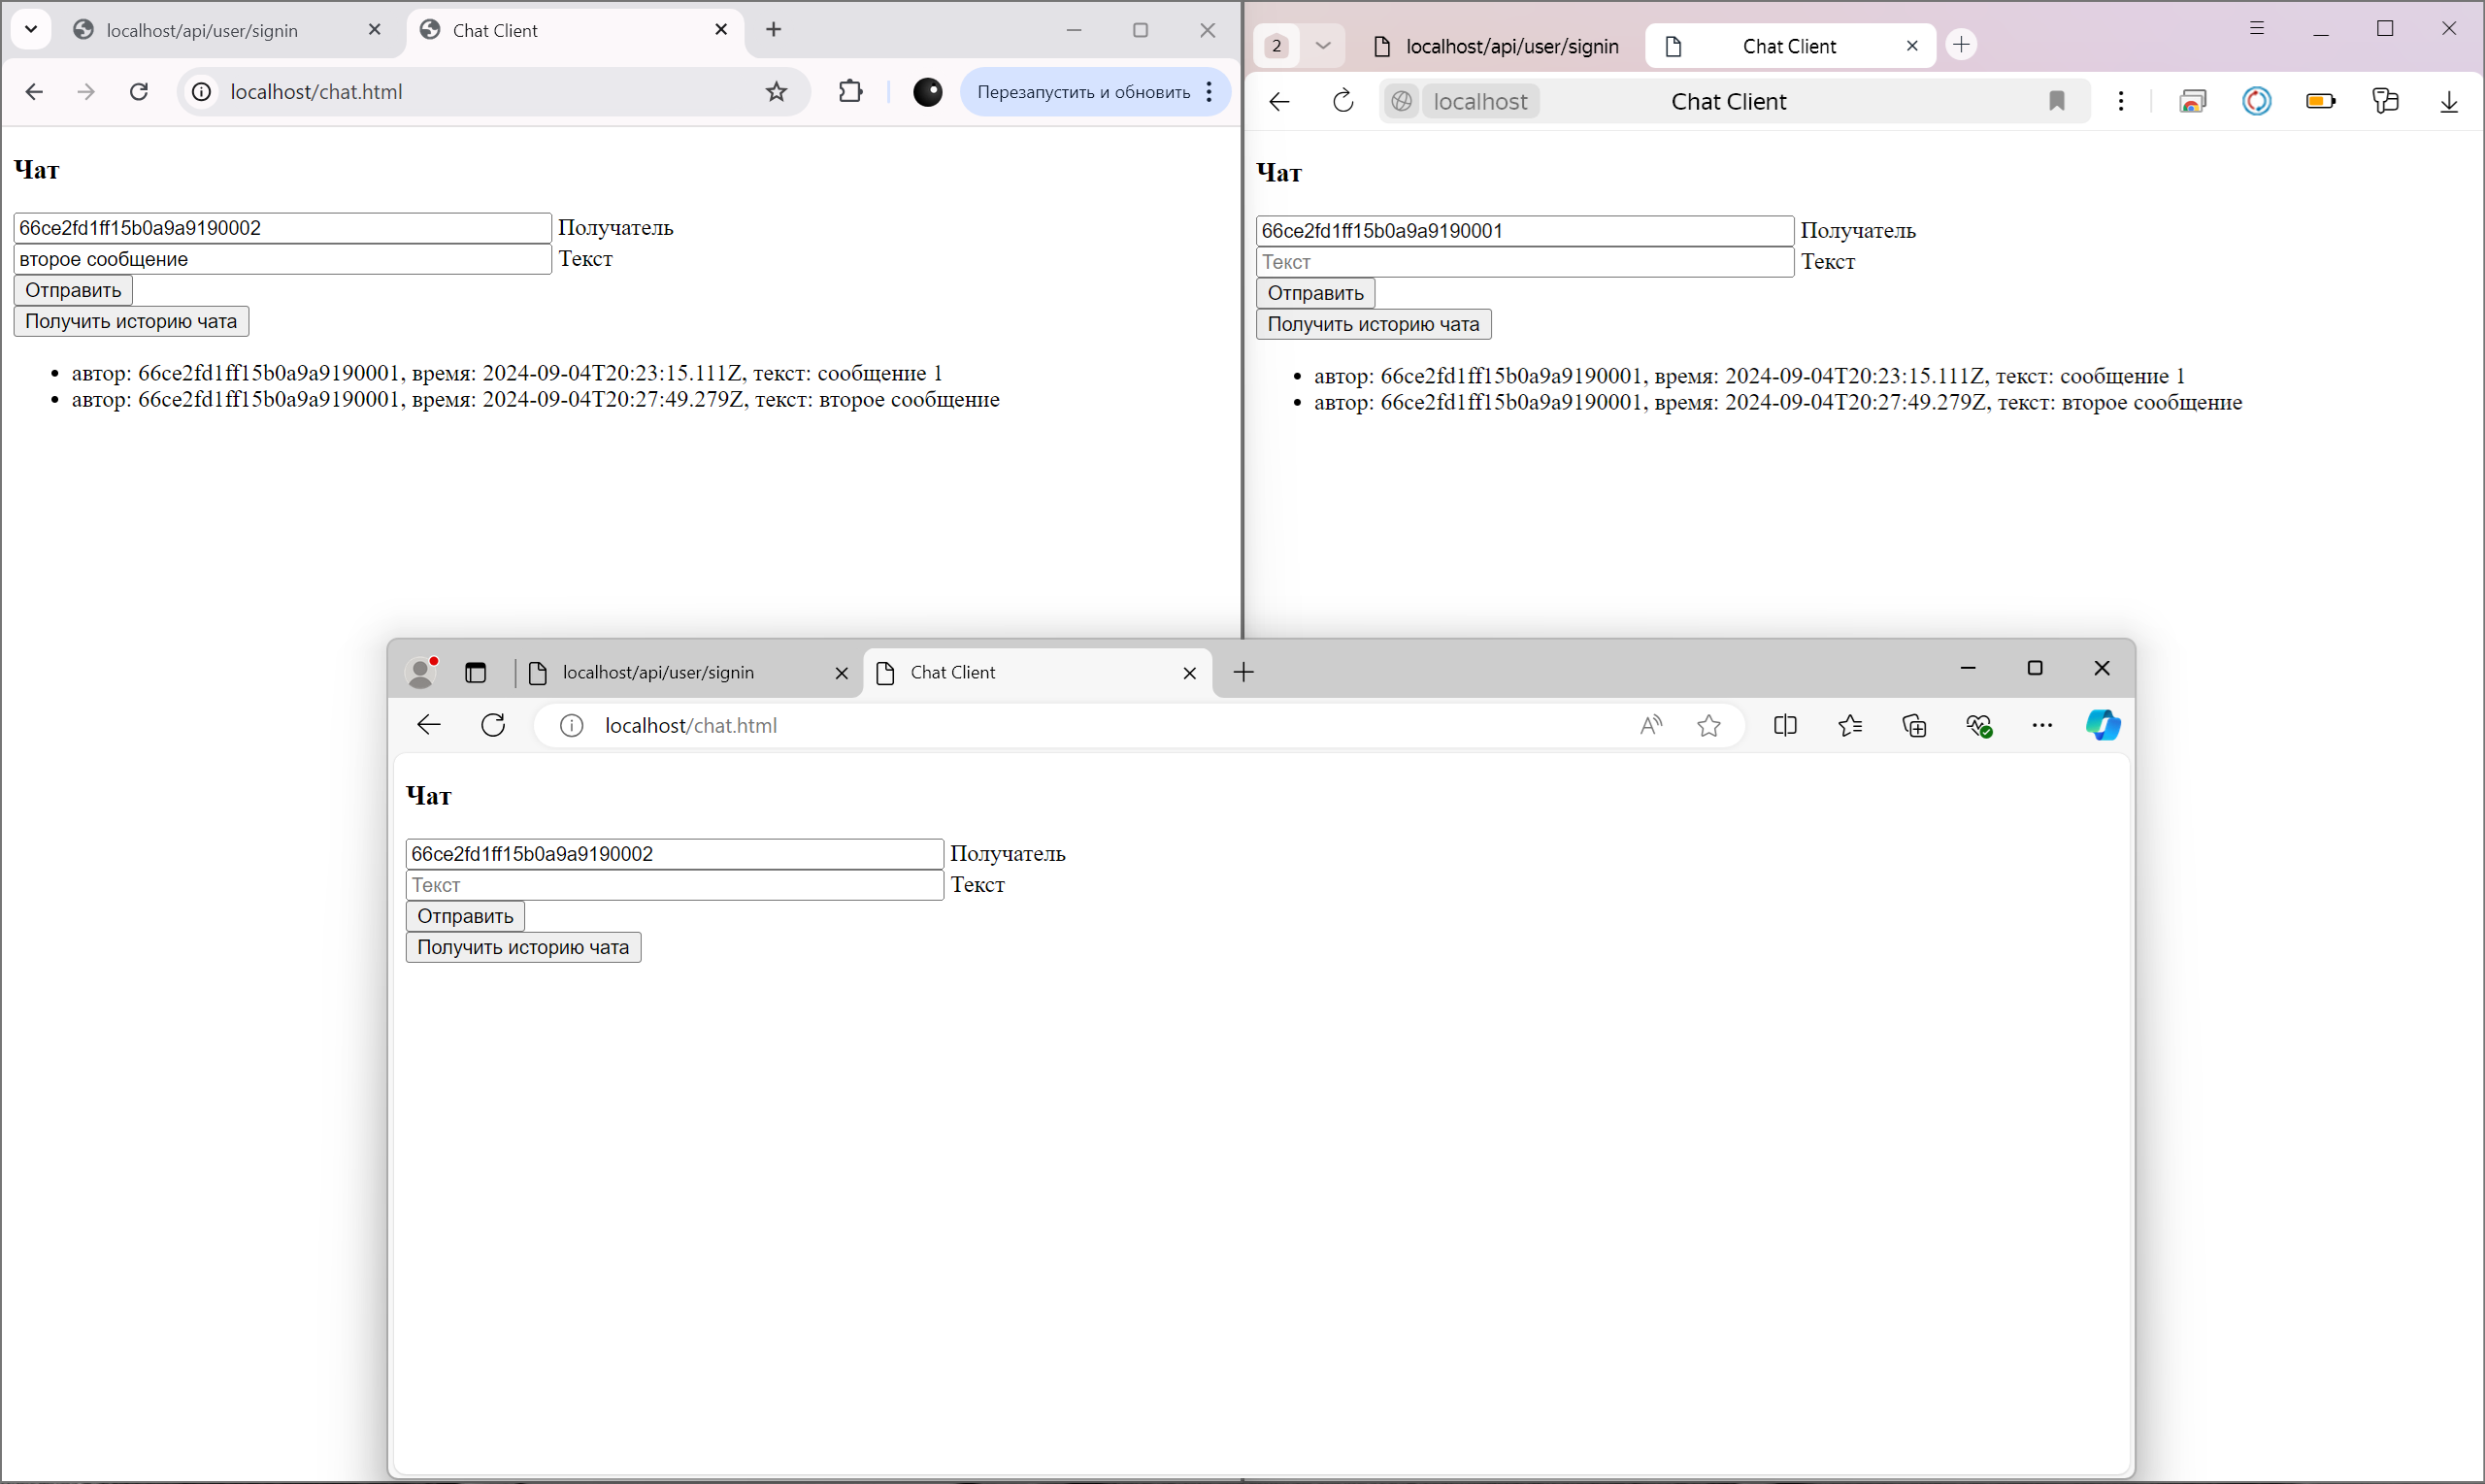 localhost/api/user/signin
Chat Client
localhost/chat.html
Перезапустить и обновить
Чат
66ce2fd1ff15b0a9a9190002 Получатель
второе сообщение Текст
Отправить
Получить историю чата
автор: 66ce2fd1ff15b0a9a9190001, время: 2024-09-04T20:23:15.111Z, текст: сообщение 1
автор: 66ce2fd1ff15b0a9a9190001, время: 2024-09-04T20:27:49.279Z, текст: второе сообщение
2
localhost/api/user/signin
Chat Client
localhost
Chat Client
Чат
66ce2fd1ff15b0a9a9190001 Получатель
Текст Текст
Отправить
Получить историю чата
автор: 66ce2fd1ff15b0a9a9190001, время: 2024-09-04T20:23:15.111Z, текст: сообщение 1
автор: 66ce2fd1ff15b0a9a9190001, время: 2024-09-04T20:27:49.279Z, текст: второе сообщение
localhost/api/user/signin
Chat Client
localhost/chat.html
Чат
66ce2fd1ff15b0a9a9190002 Получатель
Текст Текст
Отправить
Получить историю чата